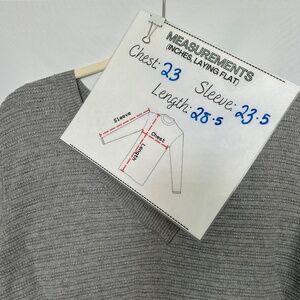 MEASUREMENTS
(INCHES, LAYING FLAT)
Chest: 23
Sleeve: 23.5
Length: 28.5
Sleeve
Chest
Length